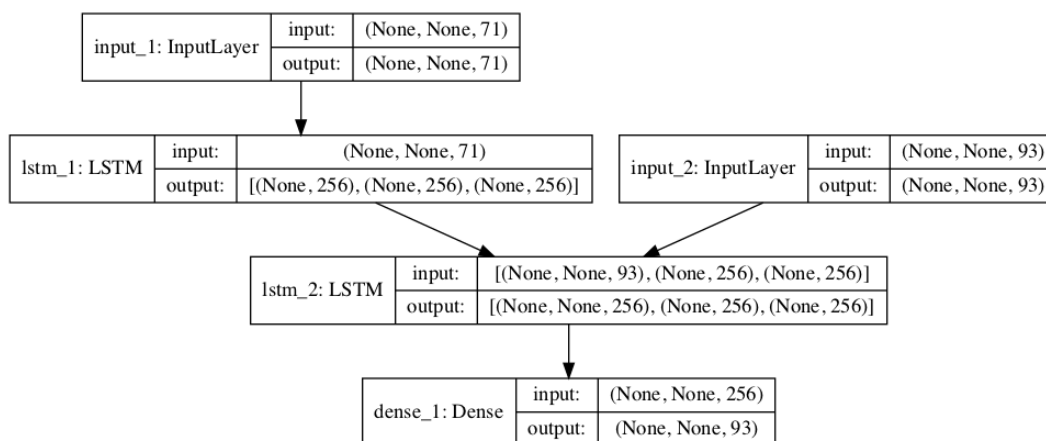 input_1: InputLayer
input: (None, None, 71)
output: (None, None, 71)
lstm_1: LSTM
input: (None, None, 71)
output: [(None, 256), (None, 256), (None, 256)]
input_2: InputLayer
input: (None, None, 93)
output: (None, None, 93)
lstm_2: LSTM
input: [(None, None, 93), (None, 256), (None, 256)]
output: [(None, None, 256), (None, 256), (None, 256)]
dense_1: Dense
input: (None, None, 256)
output: (None, None, 93)